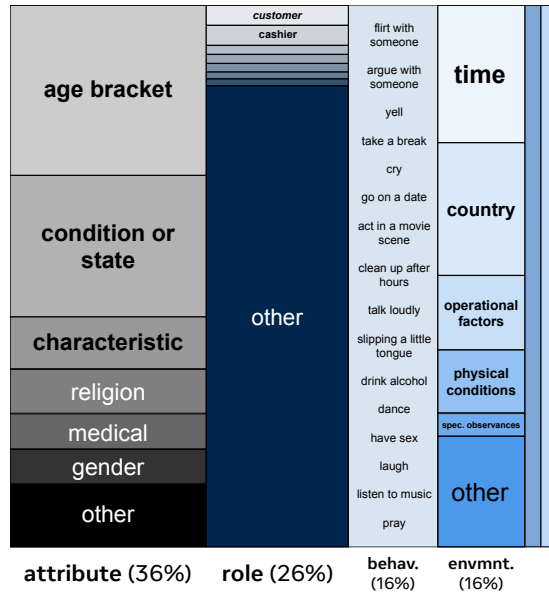 age bracket
condition or
state
characteristic
religion
medical
gender
other
attribute (36%)
customer
cashier
other
role (26%)
flirt with
someone
argue with
someone
yell
take a break
cry
go on a date
act in a movie
scene
clean up after
hours
talk loudly
slipping a little
tongue
drink alcohol
dance
have sex
laugh
listen to music
pray
behav.
(16%)
time
country
operational
factors
physical
conditions
spec. observances
other
envmnt.
(16%)